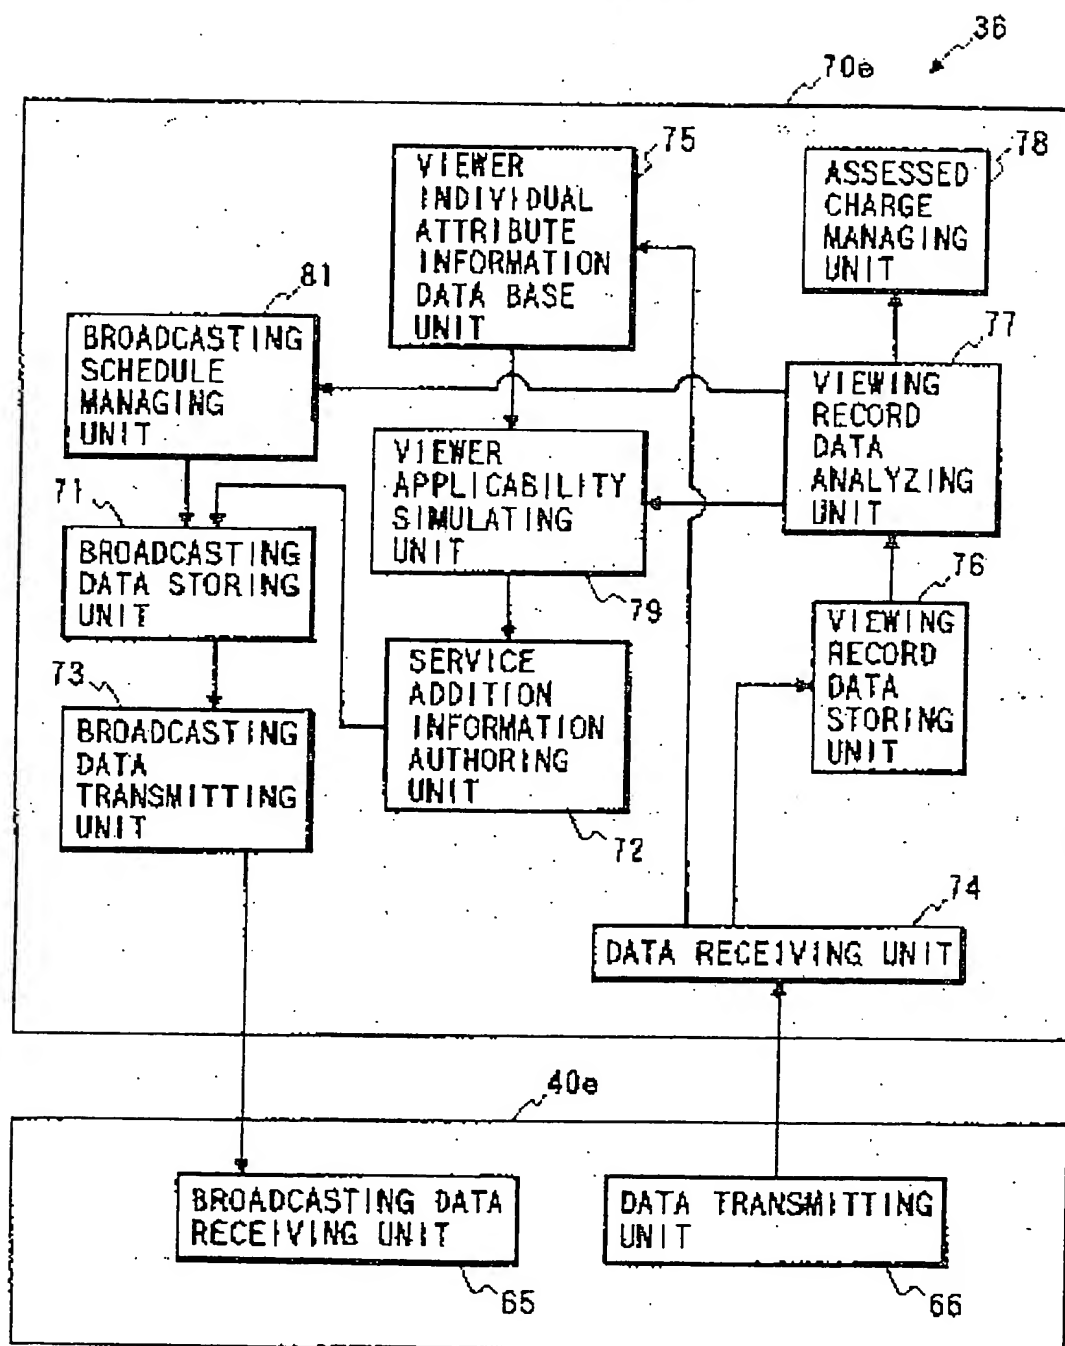 36
70e
75
VIEWER
INDIVIDUAL
ATTRIBUTE
INFORMATION
DATA BASE
UNIT
78
ASSESSED
CHARGE
MANAGING
UNIT
81
BROADCASTING
SCHEDULE
MANAGING
UNIT
77
VIEWING
RECORD
DATA
ANALYZING
UNIT
VIEWER
APPLICABILITY
SIMULATING
UNIT
79
71
BROADCASTING
DATA STORING
UNIT
76
VIEWING
RECORD
DATA
STORING
UNIT
73
BROADCASTING
DATA
TRANSMITTING
UNIT
SERVICE
ADDITION
INFORMATION
AUTHORING
UNIT
72
74
DATA RECEIVING UNIT
40e
BROADCASTING DATA
RECEIVING UNIT
65
DATA TRANSMITTING
UNIT
66